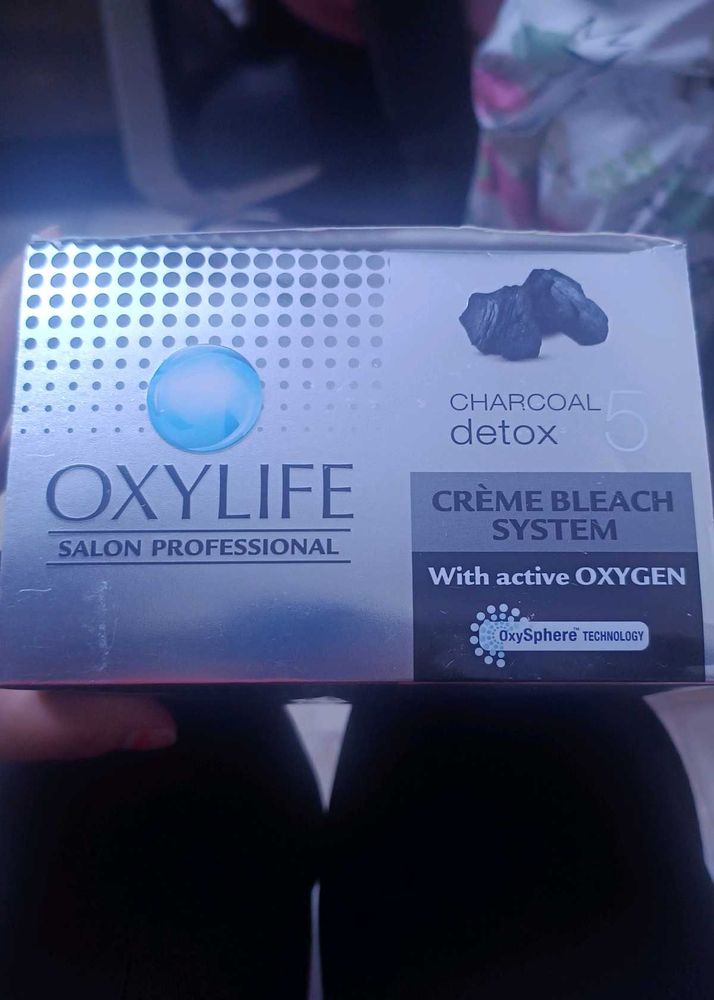 OXYLIFE
SALON PROFESSIONAL
CHARCOAL
detox 5
CRÈME BLEACH
SYSTEM
With active OXYGEN
OxySphere™ TECHNOLOGY